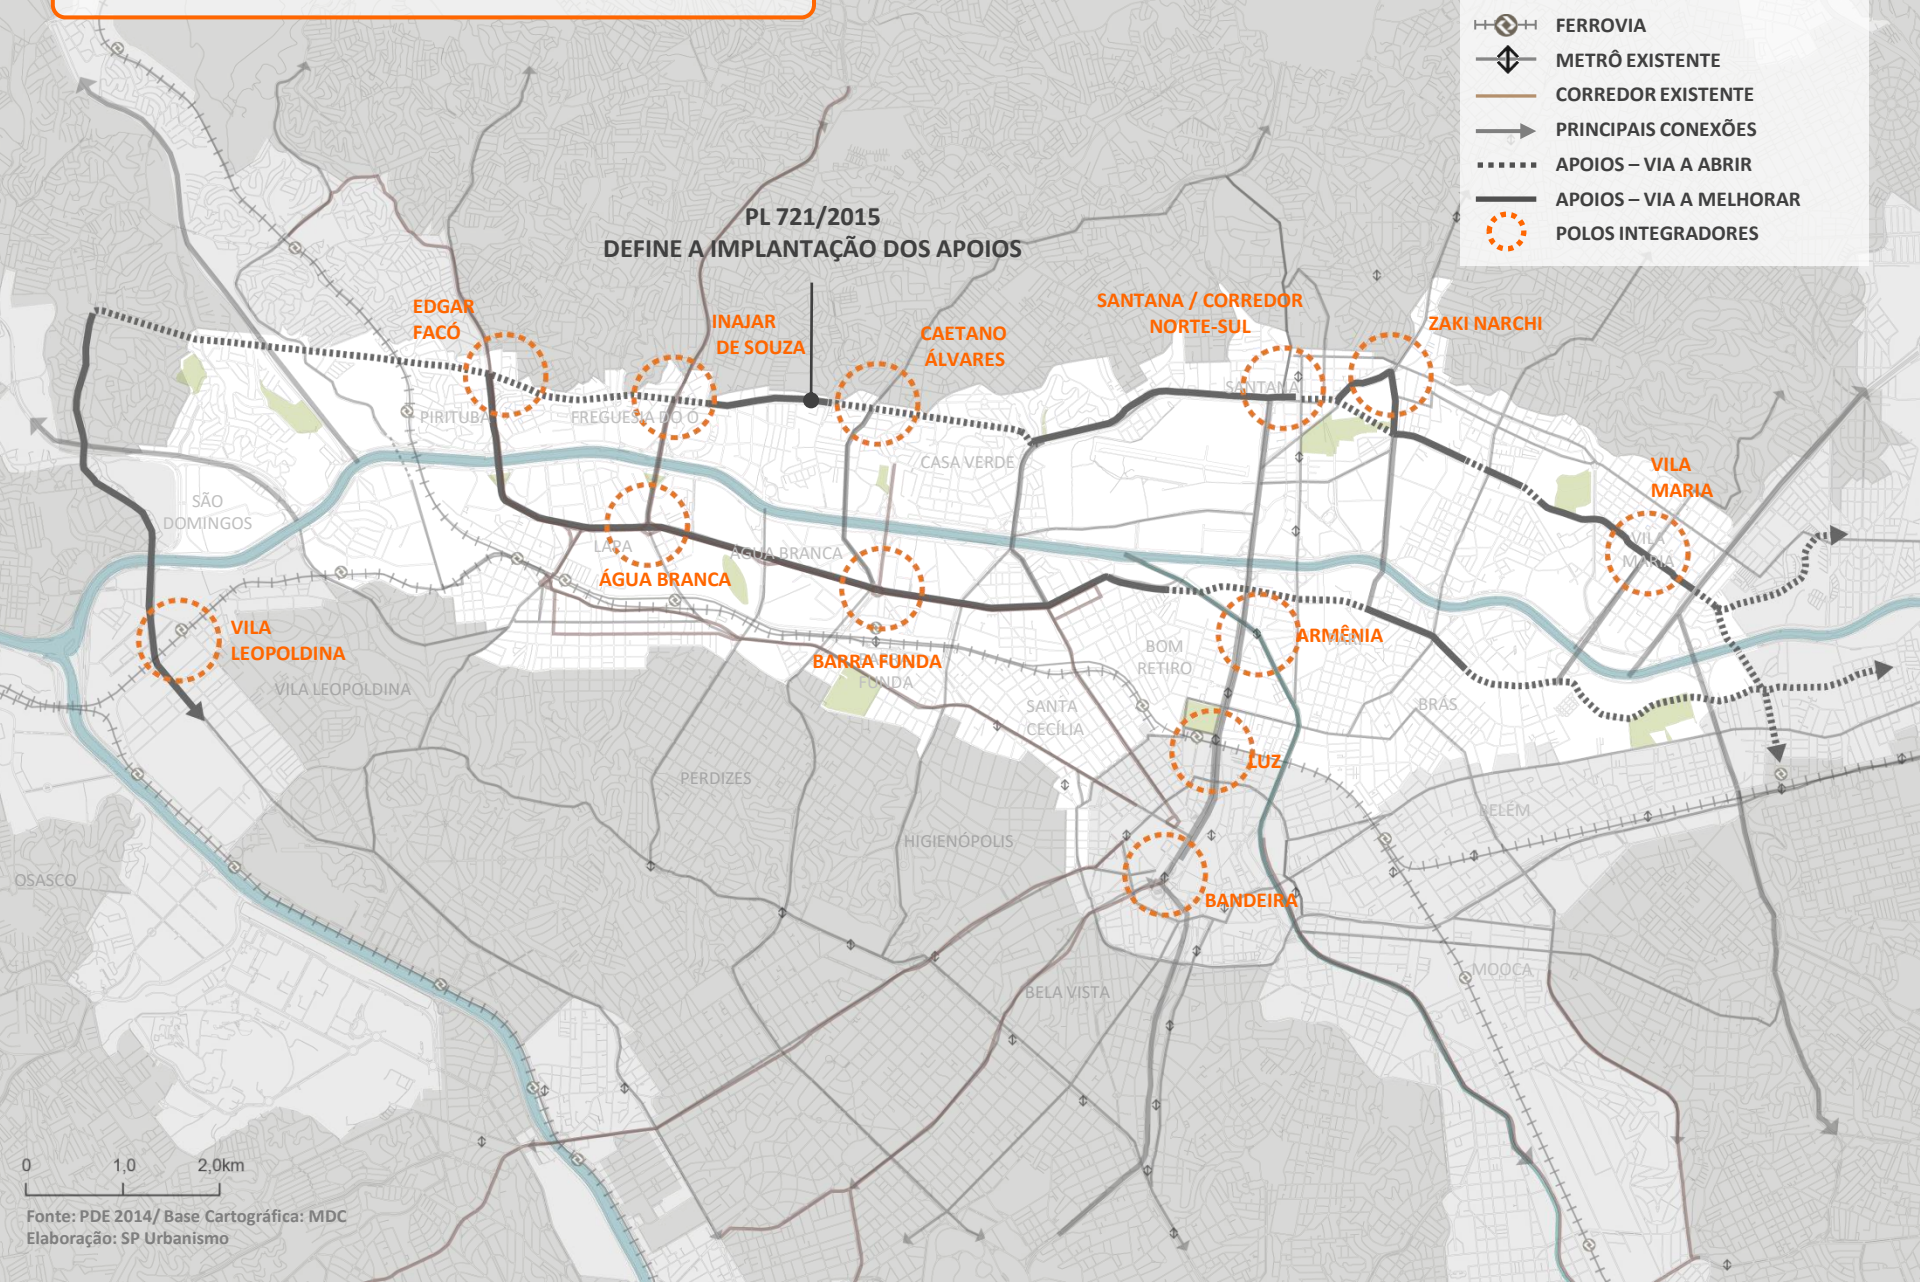 FERROVIA
METRÔ EXISTENTE
CORREDOR EXISTENTE
PRINCIPAIS CONEXÕES
APOIOS – VIA A ABRIR
APOIOS – VIA A MELHORAR
POLOS INTEGRADORES
PL 721/2015
DEFINE A IMPLANTAÇÃO DOS APOIOS
EDGAR
FACÓ
INAJAR
DE SOUZA
CAETANO
ÁLVARES
SANTANA / CORREDOR
NORTE-SUL
ZAKI NARCHI
SANTANA
PIRITUBA
FREGUESIA DO Ó
CASA VERDE
VILA
MARIA
SÃO
DOMINGOS
LAPA
ÁGUA BRANCA
VILA
MARIA
ÁGUA BRANCA
VILA
LEOPOLDINA
ARMÊNIA
BOM
RETIRO
BARRA FUNDA
BARRA
FUNDA
VILA LEOPOLDINA
SANTA
CECÍLIA
BRÁS
LUZ
PERDIZES
BELÉM
HIGIENÓPOLIS
OSASCO
BANDEIRA
MOOCA
BELA VISTA
0 1,0 2,0km
Fonte: PDE 2014/ Base Cartográfica: MDC
Elaboração: SP Urbanismo